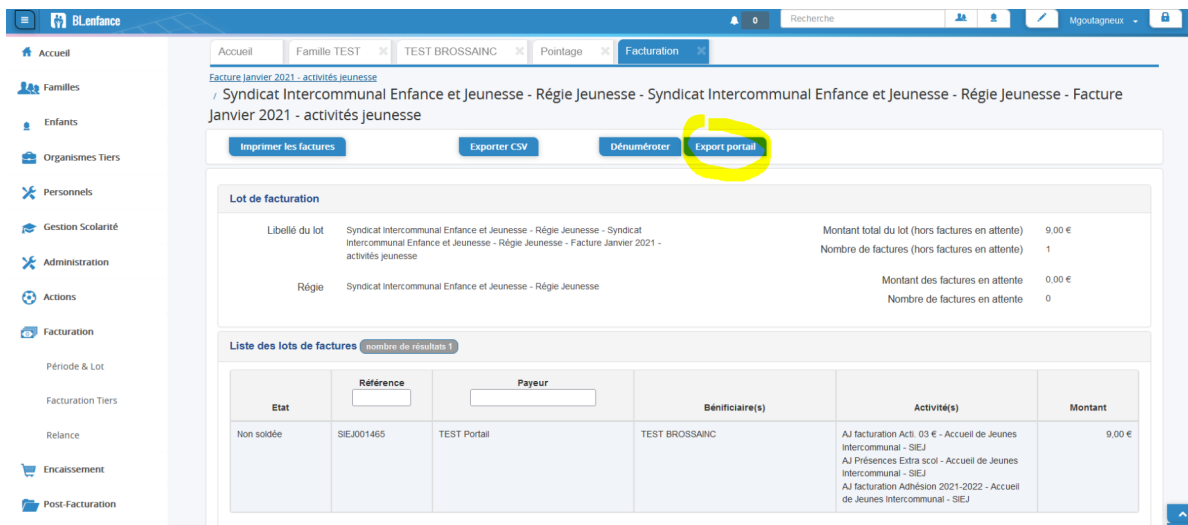 BLenfance
0
Recherche
Mgoutagneux
Accueil
Familles
Enfants
Organismes Tiers
Personnels
Gestion Scolarité
Administration
Actions
Facturation
Période & Lot
Facturation Tiers
Relance
Encaissement
Post-Facturation
Accueil
Famille TEST
TEST BROSSAINC
Pointage
Facturation
Facture Janvier 2021 - activités jeunesse
/ Syndicat Intercommunal Enfance et Jeunesse - Régie Jeunesse - Syndicat Intercommunal Enfance et Jeunesse - Régie Jeunesse - Facture
Janvier 2021 - activités jeunesse
Imprimer les factures
Exporter CSV
Dénuméroter
Export portail
Lot de facturation
Libellé du lot
Syndicat Intercommunal Enfance et Jeunesse - Régie Jeunesse - Syndicat
Intercommunal Enfance et Jeunesse - Régie Jeunesse - Facture Janvier 2021 -
activités jeunesse
Régie
Syndicat Intercommunal Enfance et Jeunesse - Régie Jeunesse
Montant total du lot (hors factures en attente) 9,00 €
Nombre de factures (hors factures en attente) 1
Montant des factures en attente 0,00 €
Nombre de factures en attente 0
Liste des lots de factures nombre de résultats 1
Etat Référence Payeur Bénificiaire(s) Activité(s) Montant
Non soldée SIEJ001465 TEST Portail TEST BROSSAINC AJ facturation Acti. 03 € - Accueil de Jeunes 9,00 €
Intercommunal - SIEJ
AJ Présences Extra scol - Accueil de Jeunes
Intercommunal - SIEJ
AJ facturation Adhésion 2021-2022 - Accueil
de Jeunes Intercommunal - SIEJ